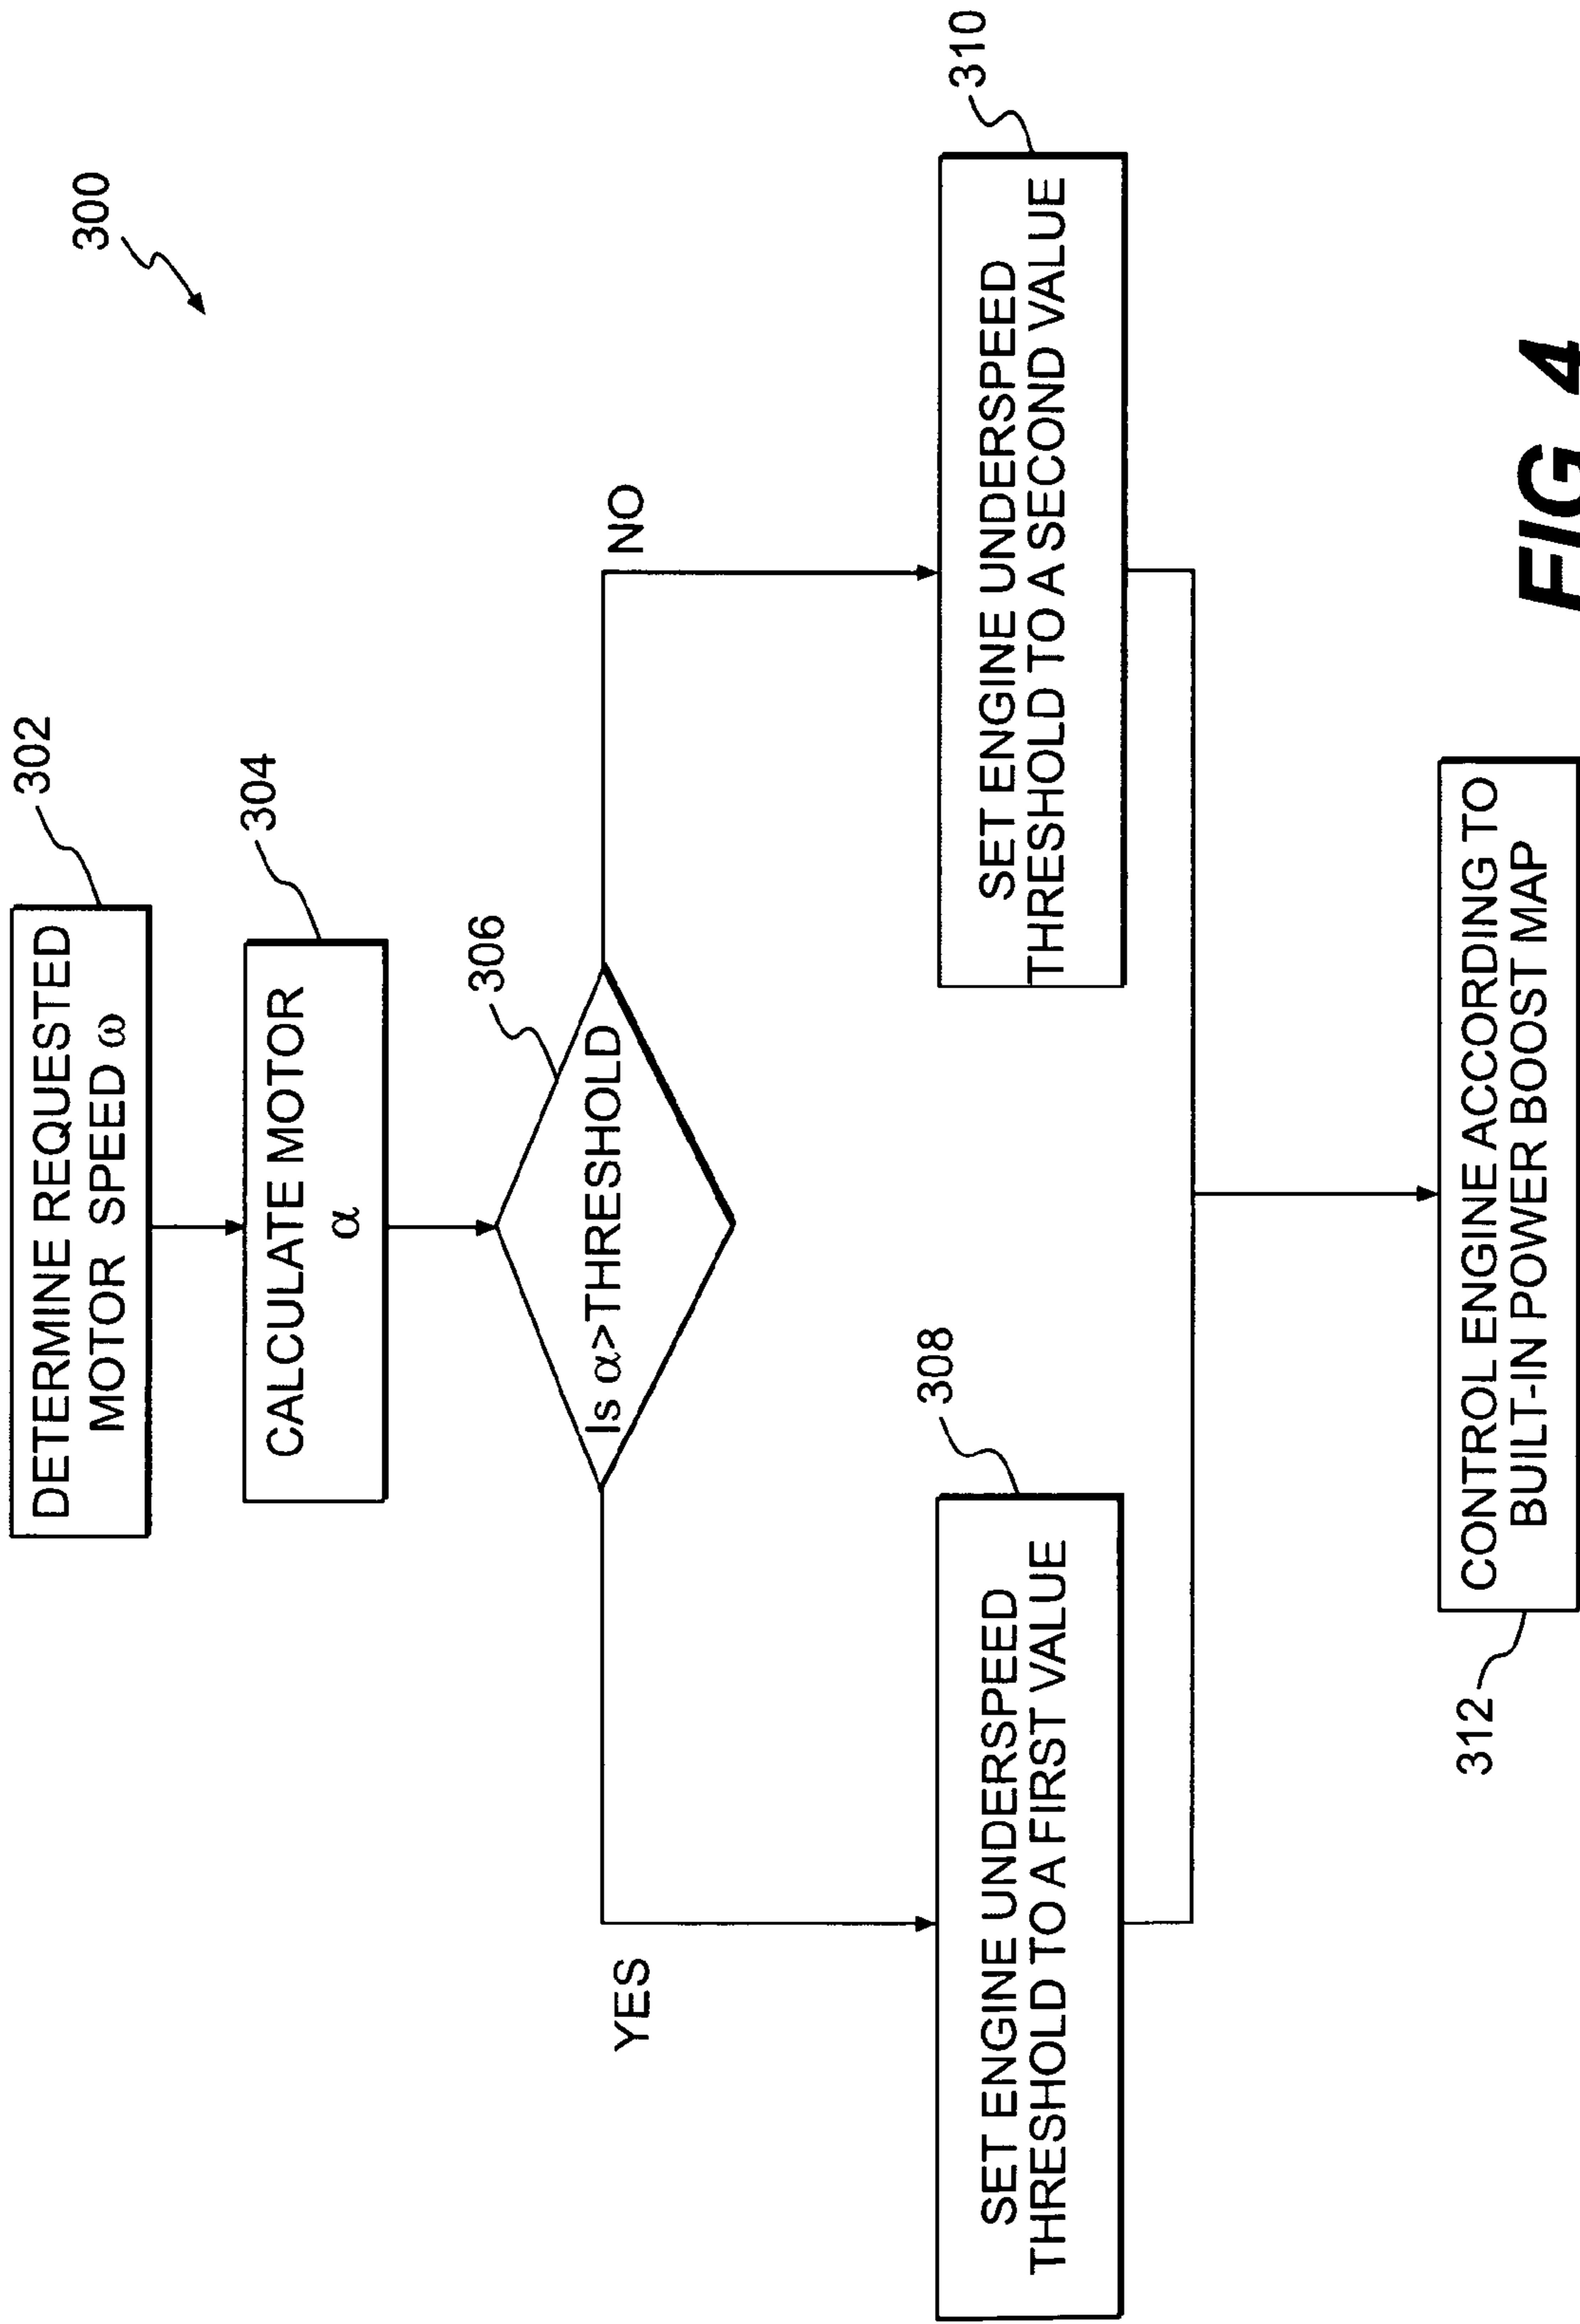 300
DETERMINE REQUESTED
MOTOR SPEED ω
302
CALCULATE MOTOR
α
304
Is α>THRESHOLD
306
YES
NO
SET ENGINE UNDERSPEED
THRESHOLD TO A FIRST VALUE
308
SET ENGINE UNDERSPEED
THRESHOLD TO A SECOND VALUE
310
CONTROL ENGINE ACCORDING TO
BUILT-IN POWER BOOST MAP
312
FIG 4